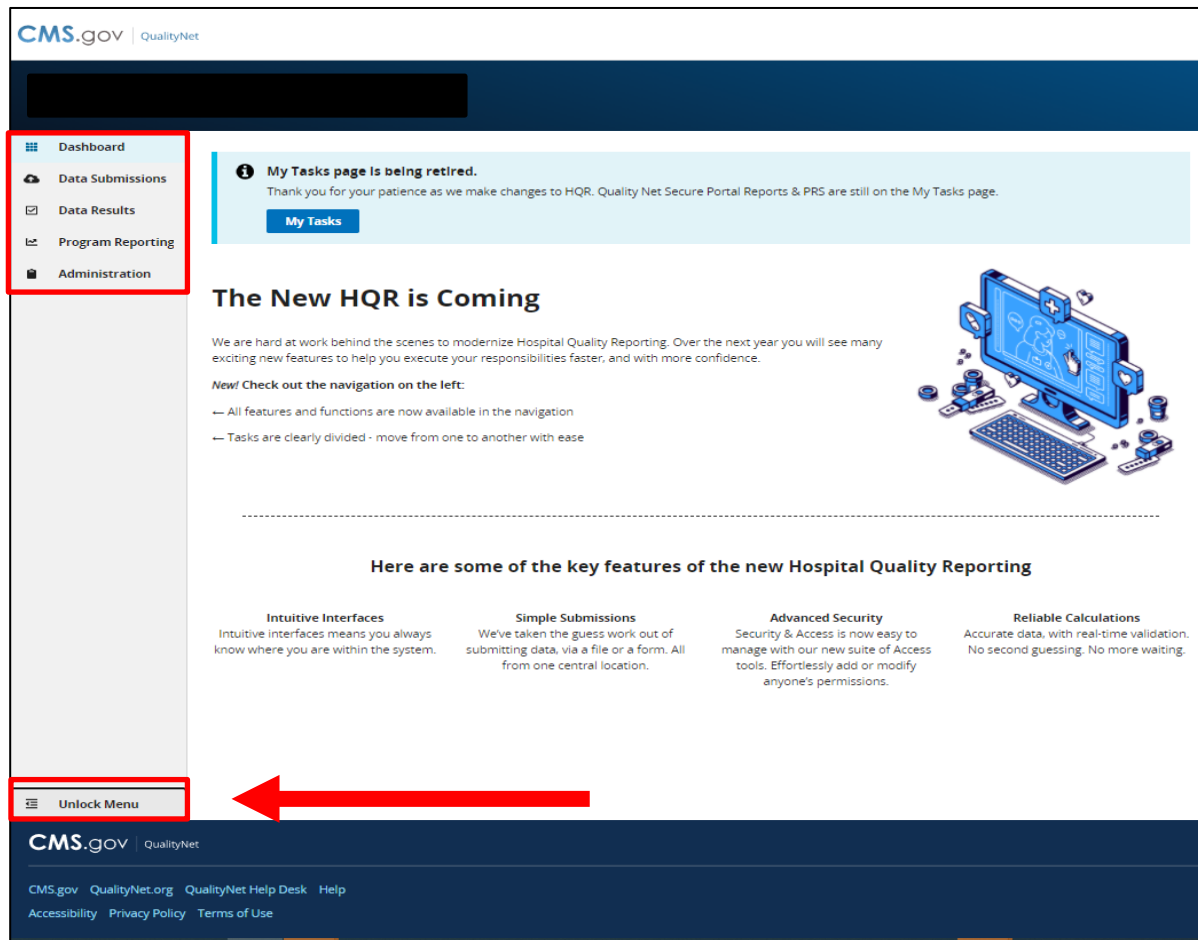 CMS.gov QualityNet
Dashboard
Data Submissions
Data Results
Program Reporting
Administration
My Tasks page is being retired.
Thank you for your patience as we make changes to HQR. Quality Net Secure Portal Reports & PRS are still on the My Tasks page.
My Tasks
The New HQR is Coming
We are hard at work behind the scenes to modernize Hospital Quality Reporting. Over the next year you will see many
exciting new features to help you execute your responsibilities faster, and with more confidence.
New! Check out the navigation on the left:
← All features and functions are now available in the navigation
← Tasks are clearly divided - move from one to another with ease
Here are some of the key features of the new Hospital Quality Reporting
Intuitive Interfaces
Intuitive interfaces means you always
know where you are within the system.
Simple Submissions
We've taken the guess work out of
submitting data, via a file or a form. All
from one central location.
Advanced Security
Security & Access is now easy to
manage with our new suite of Access
tools. Effortlessly add or modify
anyone's permissions.
Reliable Calculations
Accurate data, with real-time validation.
No second guessing. No more waiting.
Unlock Menu
CMS.gov QualityNet
CMS.gov QualityNet.org QualityNet Help Desk Help
Accessibility Privacy Policy Terms of Use